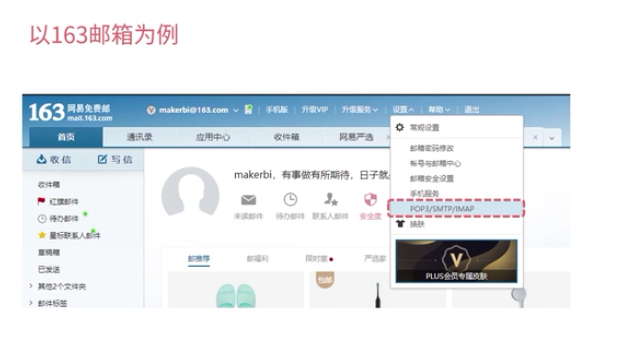 以163邮箱为例
163 网易免费邮
mail.163.com
makerbi@163.com
手机版
升级VIP
升级服务
设置
帮助
退出
首页
通讯录
应用中心
收件箱
网易严选
收信
写信
收件箱
红旗邮件
待办邮件
星标联系人邮件
草稿箱
已发送
其他2个文件夹
邮件标签
makerbi，有事做有所期待，日子就
未读邮件
待办邮件
联系人邮件
安全度
邮推荐
邮福利
限时惠
严选家
包邮
常规设置
邮箱密码修改
帐号与邮箱中心
邮箱安全设置
手机服务
POP3/SMTP/IMAP
换肤
V
PLUS会员专属皮肤